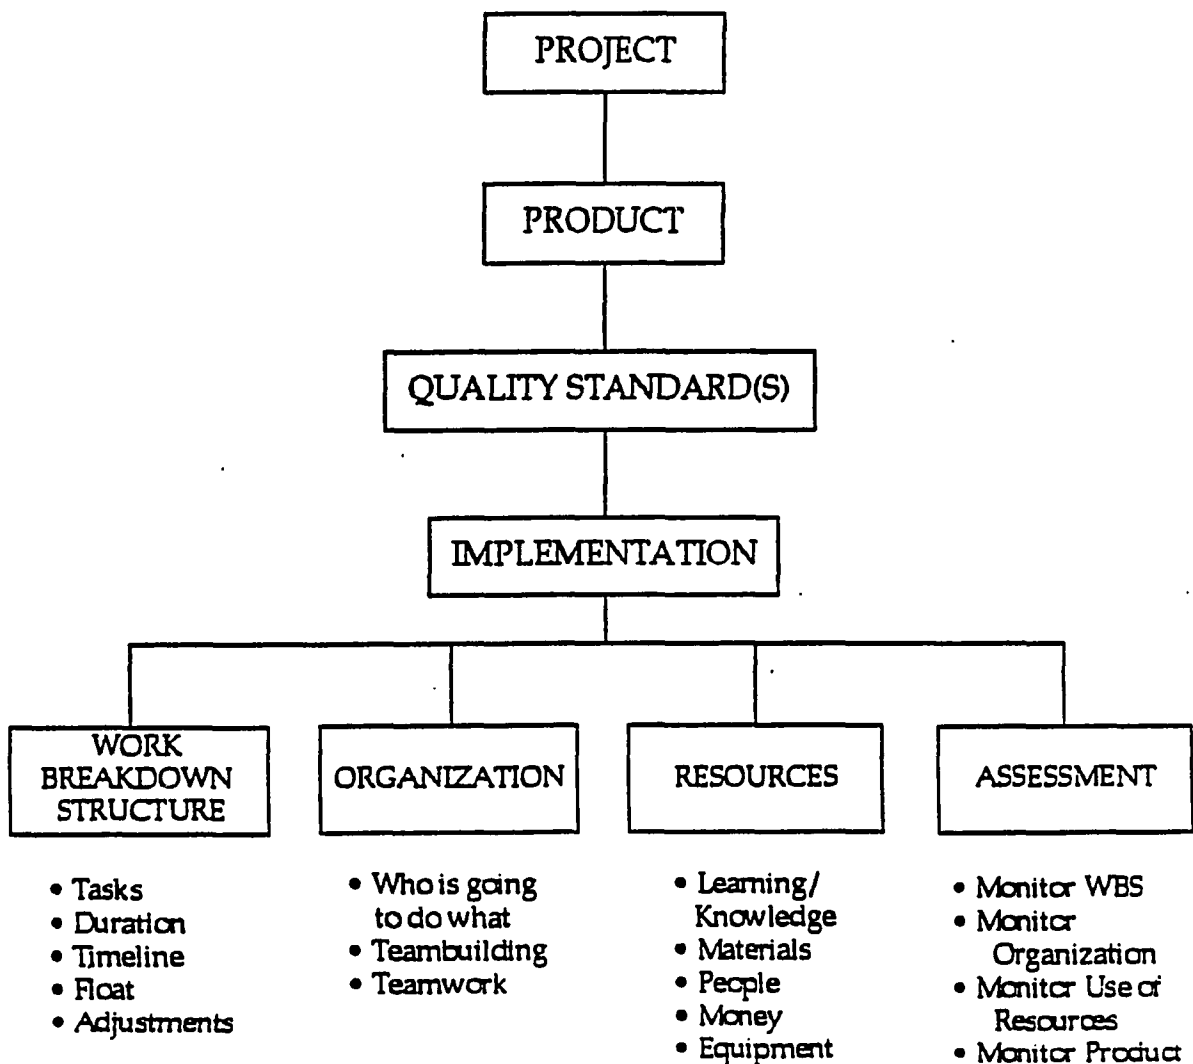 PROJECT
PRODUCT
QUALITY STANDARD(S)
IMPLEMENTATION
WORK
BREAKDOWN
STRUCTURE
ORGANIZATION
RESOURCES
ASSESSMENT
• Tasks
• Duration
• Timeline
• Float
• Adjustments
• Who is going
to do what
• Teambuilding
• Teamwork
• Learning/
Knowledge
• Materials
• People
• Money
• Equipment
• Monitor WBS
• Monitor
Organization
• Monitor Use of
Resources
• Monitor Product